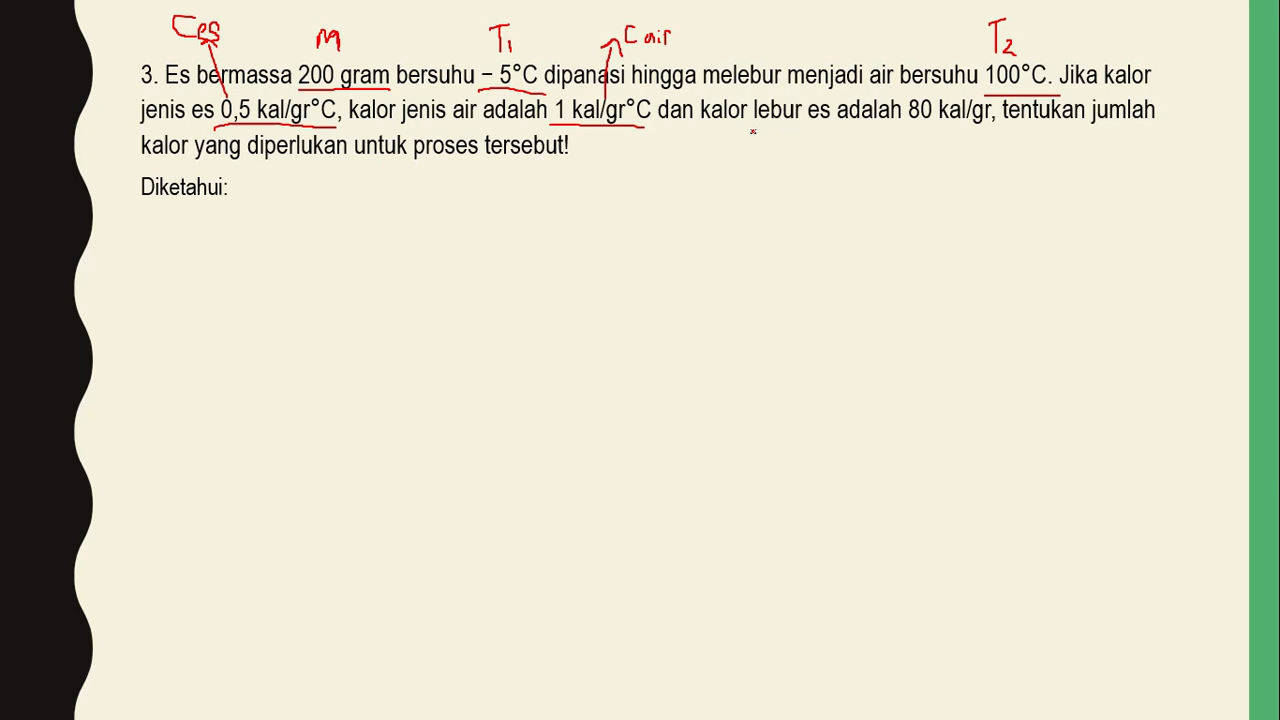 Ces m T₁ C air T₂
3. Es bermassa 200 gram bersuhu – 5°C dipanasi hingga melebur menjadi air bersuhu 100°C. Jika kalor
jenis es 0,5 kal/gr°C, kalor jenis air adalah 1 kal/gr°C dan kalor lebur es adalah 80 kal/gr, tentukan jumlah
kalor yang diperlukan untuk proses tersebut!
Diketahui: